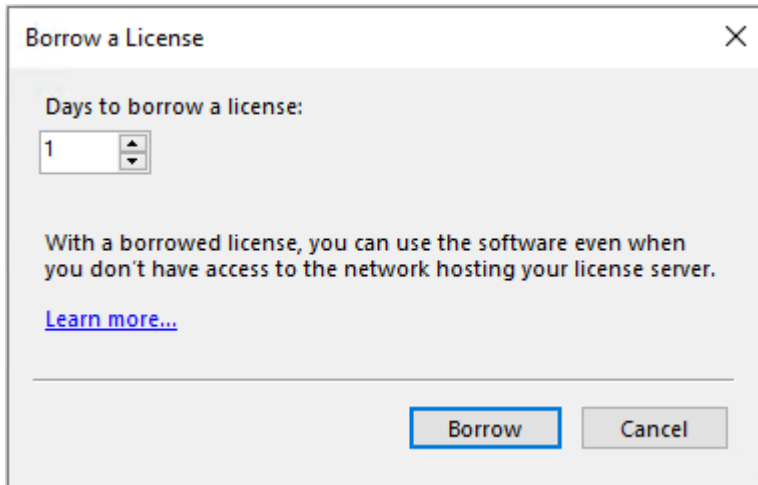 Borrow a License
Days to borrow a license:
1
With a borrowed license, you can use the software even when
you don't have access to the network hosting your license server.
Learn more...
Borrow
Cancel